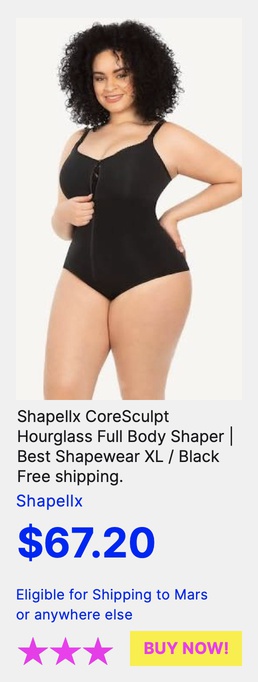 Shapellx CoreSculpt
Hourglass Full Body Shaper |
Best Shapewear XL / Black
Free shipping.
Shapellx
$67.20
Eligible for Shipping to Mars
or anywhere else
BUY NOW!